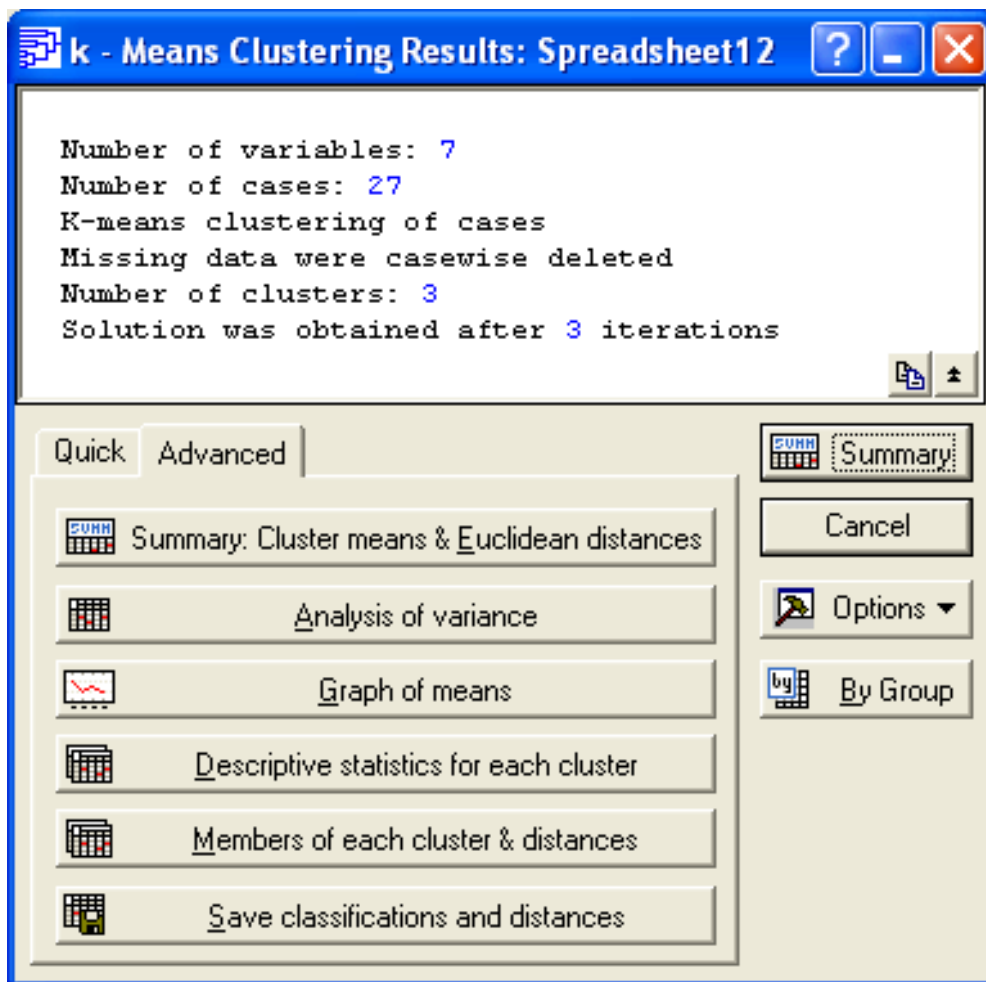 k - Means Clustering Results: Spreadsheet12
Number of variables: 7
Number of cases: 27
K-means clustering of cases
Missing data were casewise deleted
Number of clusters: 3
Solution was obtained after 3 iterations
Quick
Advanced
SUMM Summary
SUMM Summary: Cluster means & Euclidean distances
Cancel
Analysis of variance
Options
Graph of means
by By Group
Descriptive statistics for each cluster
Members of each cluster & distances
Save classifications and distances